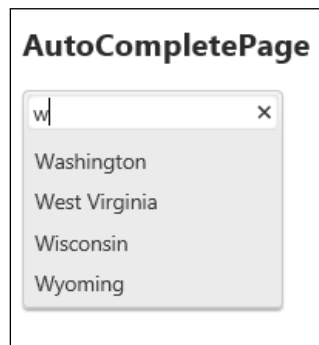 AutoCompletePage
w ×
Washington
West Virginia
Wisconsin
Wyoming